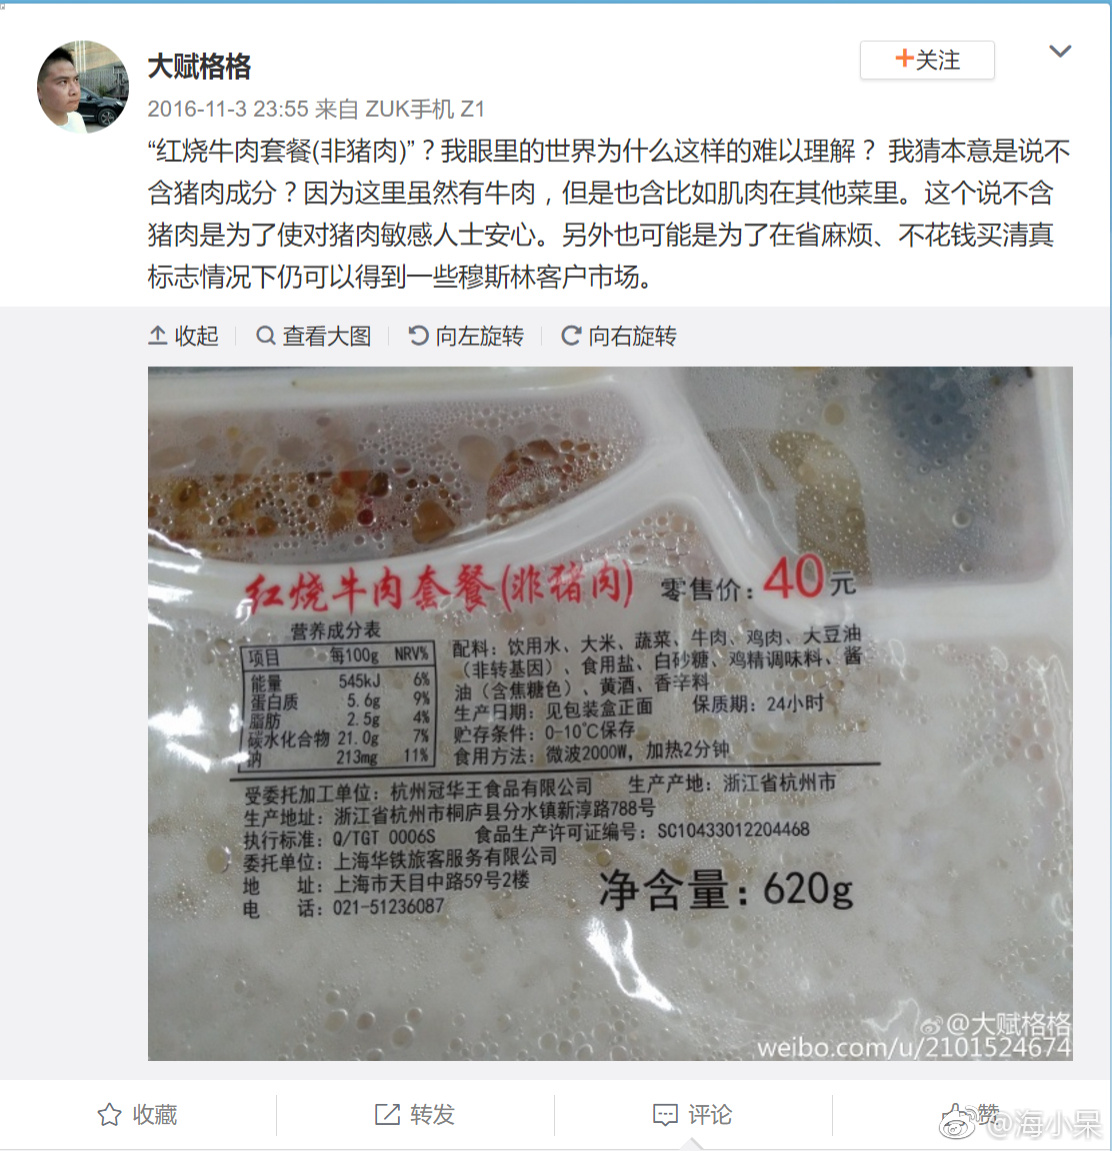 大赋格格
+关注
2016-11-3 23:55 来自 ZUK手机 Z1
“红烧牛肉套餐(非猪肉)”？我眼里的世界为什么这样的难以理解？ 我猜本意是说不
含猪肉成分？因为这里虽然有牛肉，但是也含比如肌肉在其他菜里。这个说不含
猪肉是为了使对猪肉敏感人士安心。另外也可能是为了在省麻烦、不花钱买清真
标志情况下仍可以得到一些穆斯林客户市场。
收起 查看大图 向左旋转 向右旋转
红烧牛肉套餐(非猪肉) 零售价：40元
营养成分表
项目 每100g NRV%
能量 545kJ 6%
蛋白质 5.6g 9%
脂肪 2.5g 4%
碳水化合物 21.0g 7%
钠 213mg 11%
配料：饮用水、大米、蔬菜、牛肉、鸡肉、大豆油
（非转基因）、食用盐、白砂糖、鸡精调味料、酱
油（含焦糖色）、黄酒、香辛料
生产日期：见包装盒正面 保质期：24小时
贮存条件：0-10℃保存
食用方法：微波2000W，加热2分钟
受委托加工单位：杭州冠华王食品有限公司 生产产地：浙江省杭州市
生产地址：浙江省杭州市桐庐县分水镇新淳路788号
执行标准：Q/TGT 0006S 食品生产许可证编号：SC10433012204468
委托单位：上海华铁旅客服务有限公司
地 址：上海市天目中路59号2楼
电 话：021-51236087
净含量：620g
@大赋格格
weibo.com/u/2101524674
收藏 转发 评论 赞
@海小呆